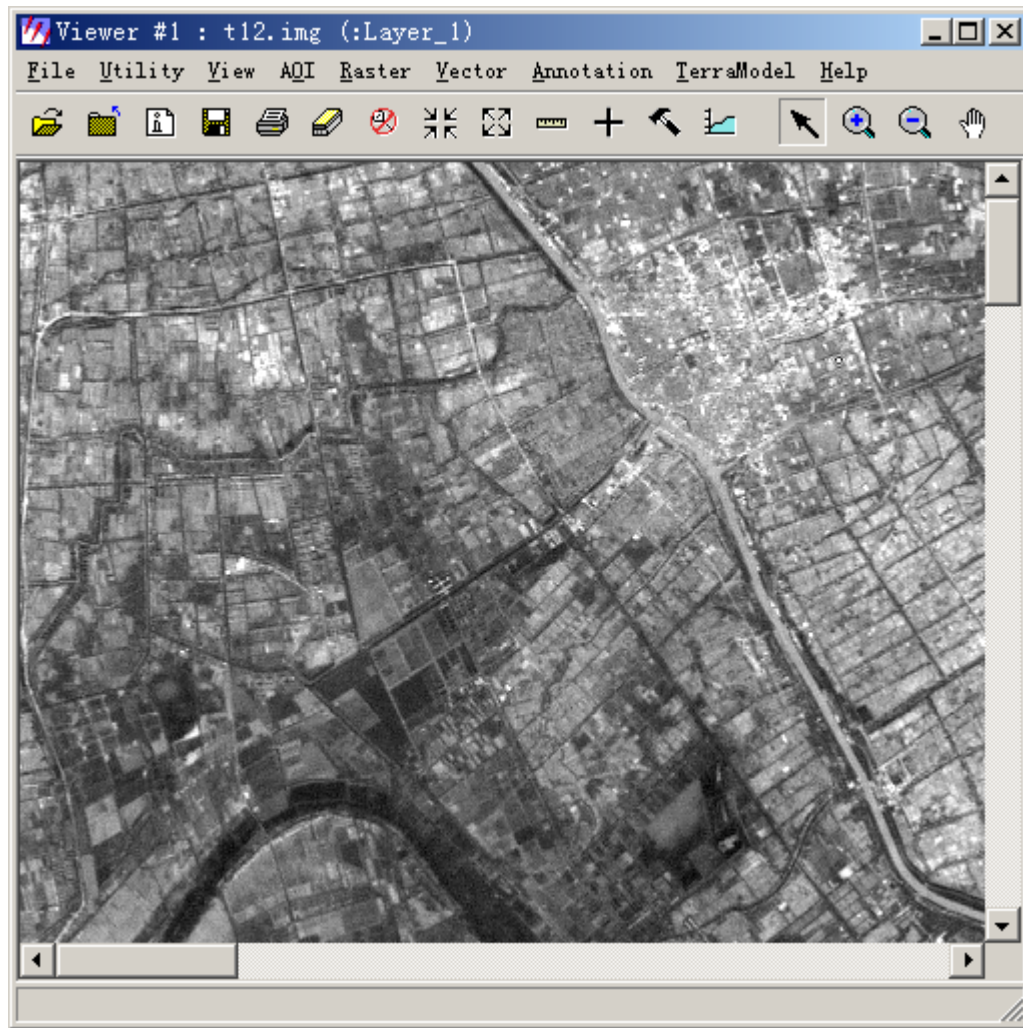 Viewer #1 : t12.img (:Layer_1)
File Utility View AOI Raster Vector Annotation TerraModel Help